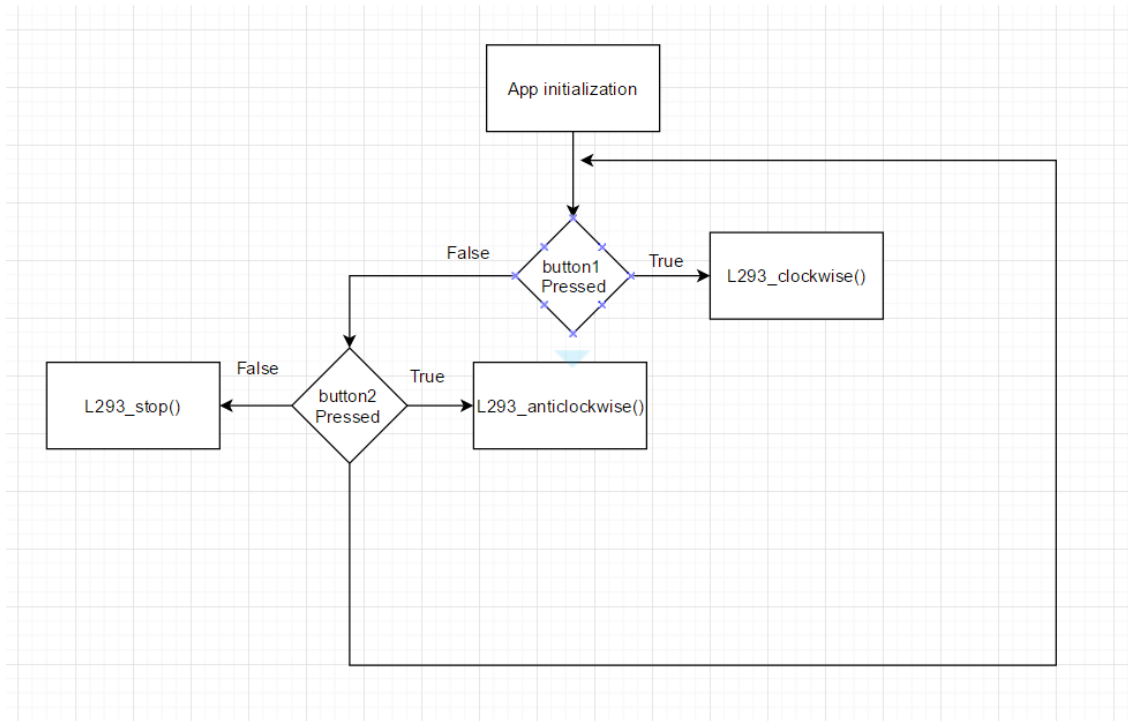 App initialization
False
button1
Pressed
True
L293_clockwise()
False
L293_stop()
button2
Pressed
True
L293_anticlockwise()